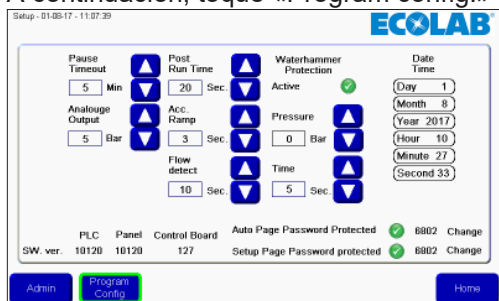 A continuación, toque «Program config.»
Setup - 01-08-17 - 11:07:39
ECOLAB®
Pause Timeout
5 Min
Post Run Time
20 Sec.
Waterhammer Protection
Active
Date Time
Day 1
Month 8
Year 2017
Hour 10
Minute 27
Second 33
Analouge Output
5 Bar
Acc. Ramp
3 Sec.
Pressure
0 Bar
Flow detect
10 Sec.
Time
5 Sec.
PLC Panel Control Board
SW. ver. 10120 10120 127
Auto Page Password Protected 6802 Change
Setup Page Password protected 6802 Change
Admin
Program Config
Home